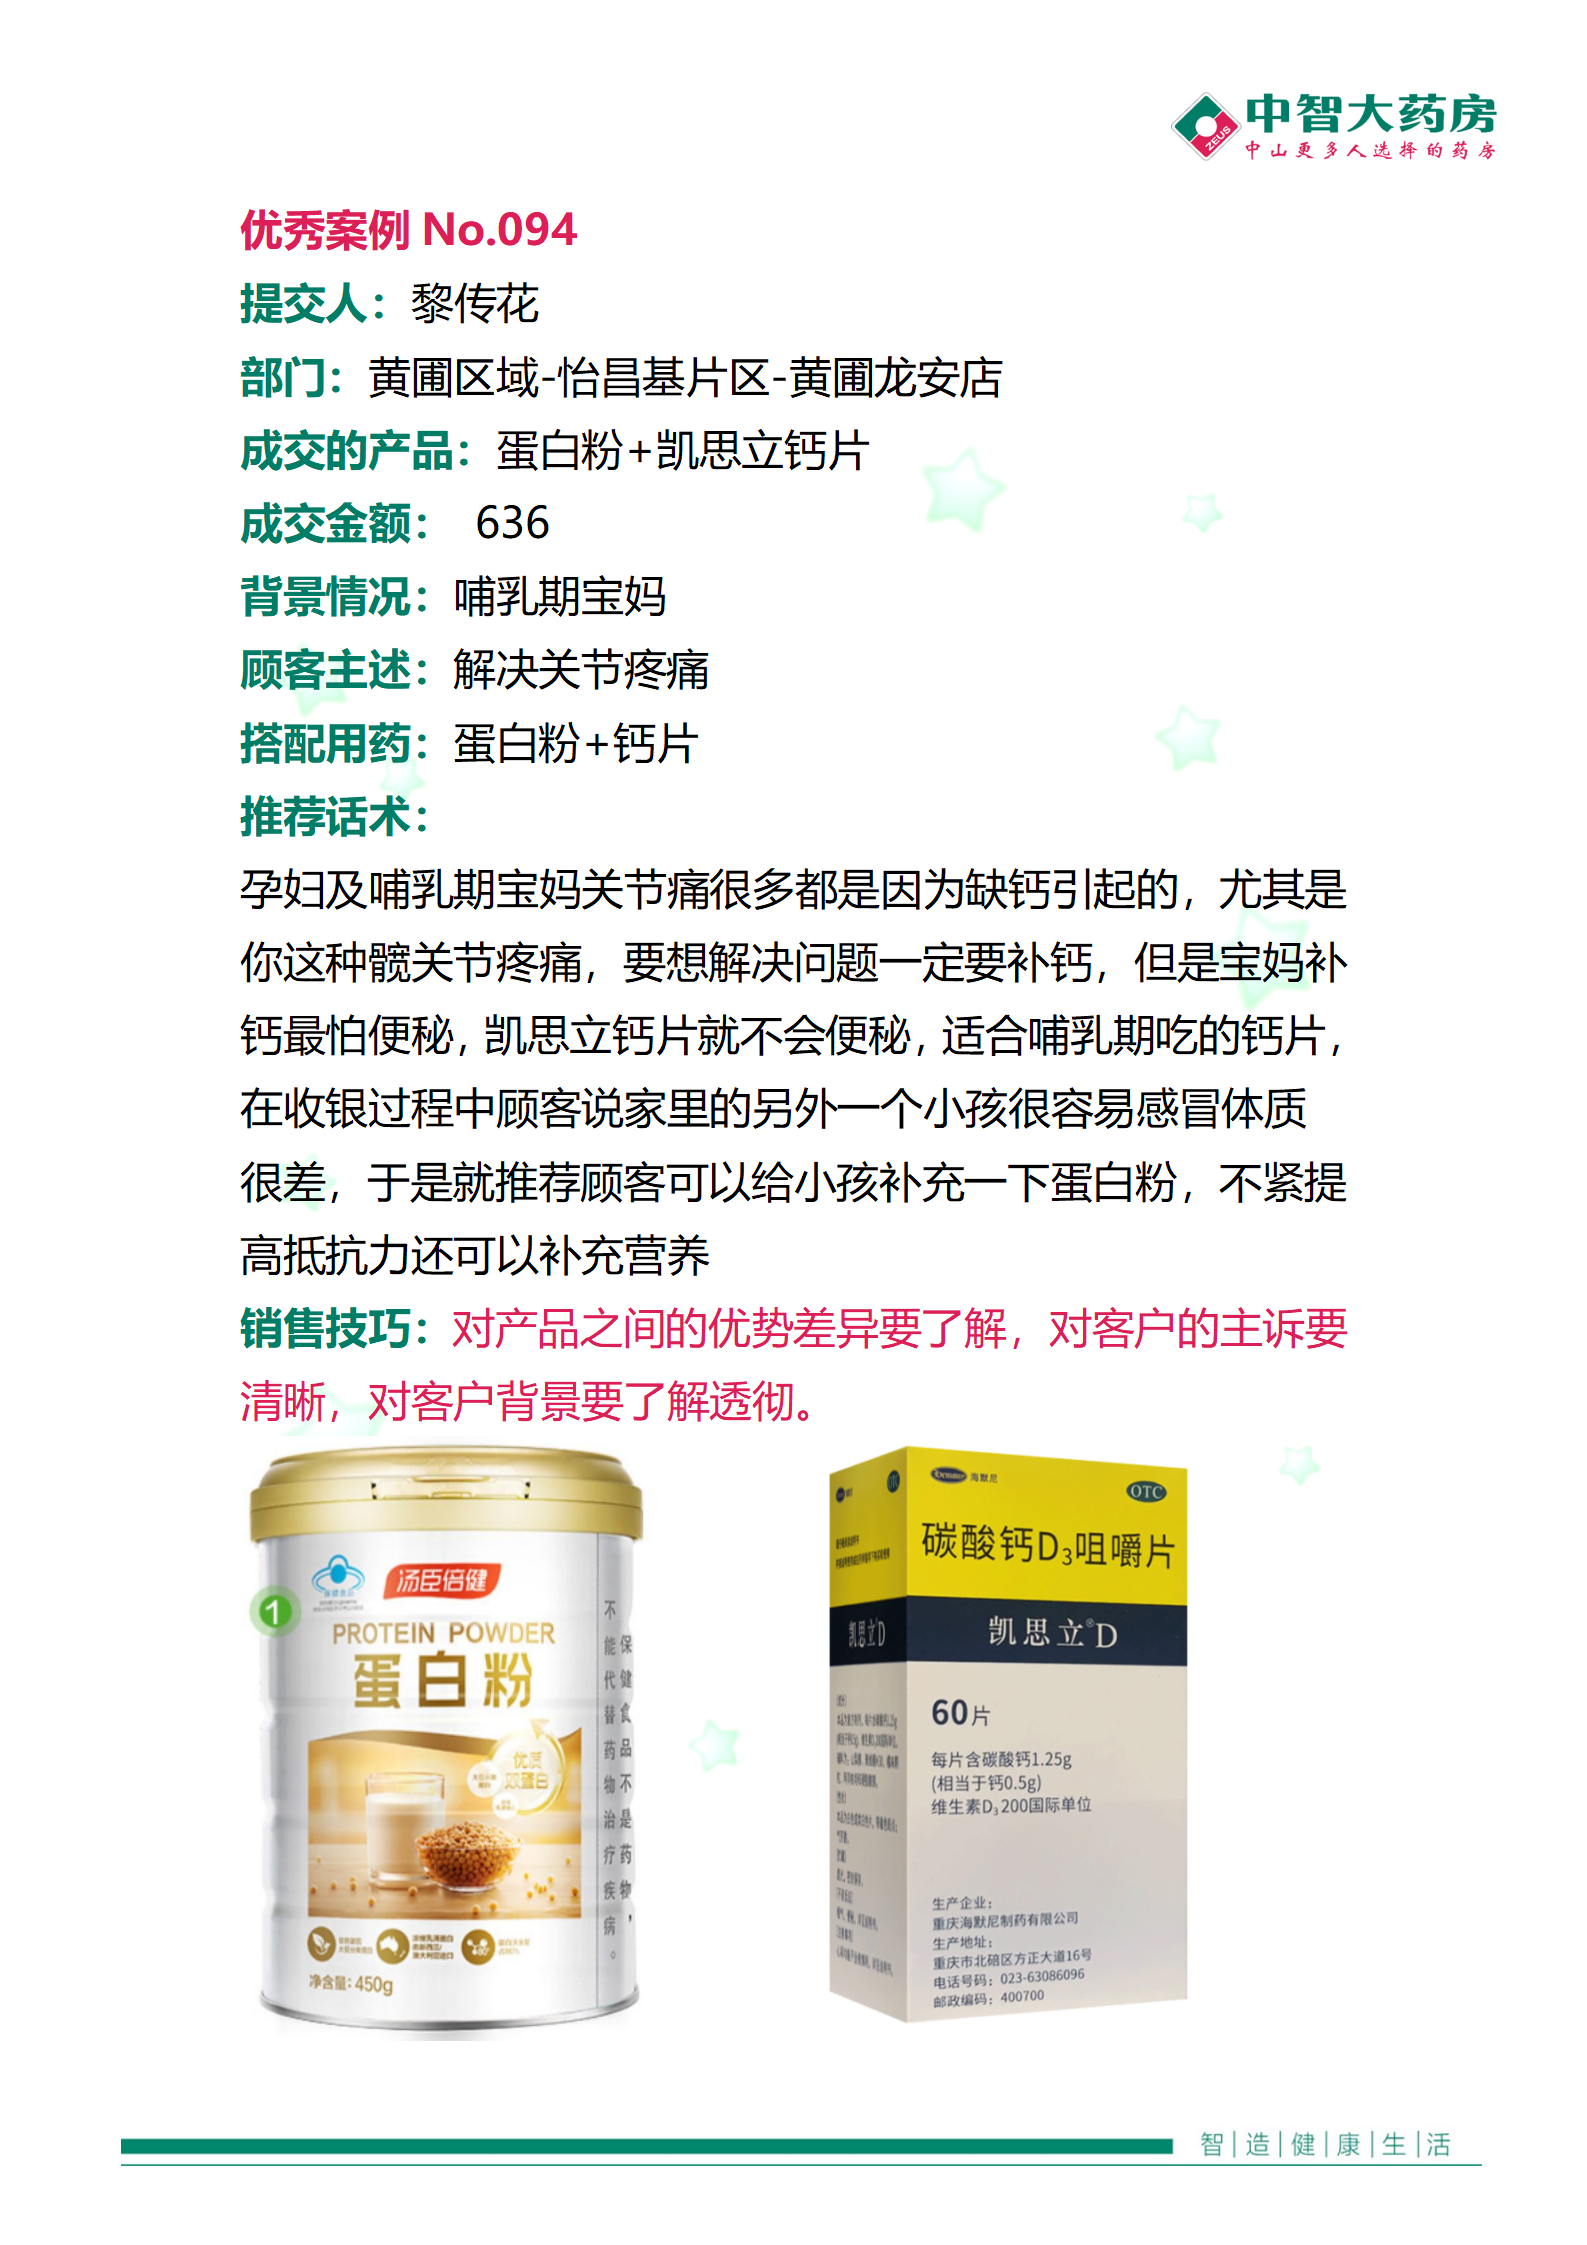 中智大药房
ZEUS
中山更多人选择的药房
优秀案例 No.094
提交人：黎传花
部门：黄圃区域-怡昌基片区-黄圃龙安店
成交的产品：蛋白粉+凯思立钙片
成交金额： 636
背景情况：哺乳期宝妈
顾客主述：解决关节疼痛
搭配用药：蛋白粉+钙片
推荐话术：
孕妇及哺乳期宝妈关节痛很多都是因为缺钙引起的，尤其是
你这种髋关节疼痛，要想解决问题一定要补钙，但是宝妈补
钙最怕便秘，凯思立钙片就不会便秘，适合哺乳期吃的钙片，
在收银过程中顾客说家里的另外一个小孩很容易感冒体质
很差，于是就推荐顾客可以给小孩补充一下蛋白粉，不紧提
高抵抗力还可以补充营养
销售技巧：对产品之间的优势差异要了解，对客户的主诉要
清晰，对客户背景要了解透彻。
汤臣倍健
1
PROTEIN POWDER
蛋白粉
优质
双蛋白
保健食品不是药物，
不能代替药物治疗疾病。
净含量：450g
海默尼
OTC
碳酸钙D3咀嚼片
凯思立®D
凯思立D
60片
每片含碳酸钙1.25g
(相当于钙0.5g)
维生素D3 200国际单位
生产企业：
重庆海默尼制药有限公司
生产地址：
重庆市北碚区方正大道16号
电话号码：023-63086096
邮政编码：400700
智|造|健|康|生|活